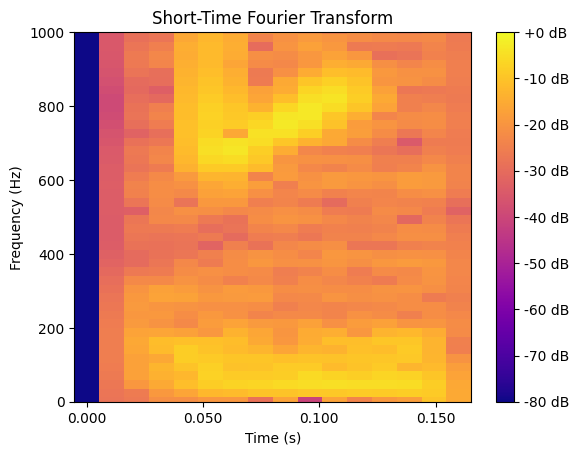 Short-Time Fourier Transform
Frequency (Hz)
1000
800
600
400
200
0
0.000
0.050
0.100
0.150
Time (s)
+0 dB
-10 dB
-20 dB
-30 dB
-40 dB
-50 dB
-60 dB
-70 dB
-80 dB